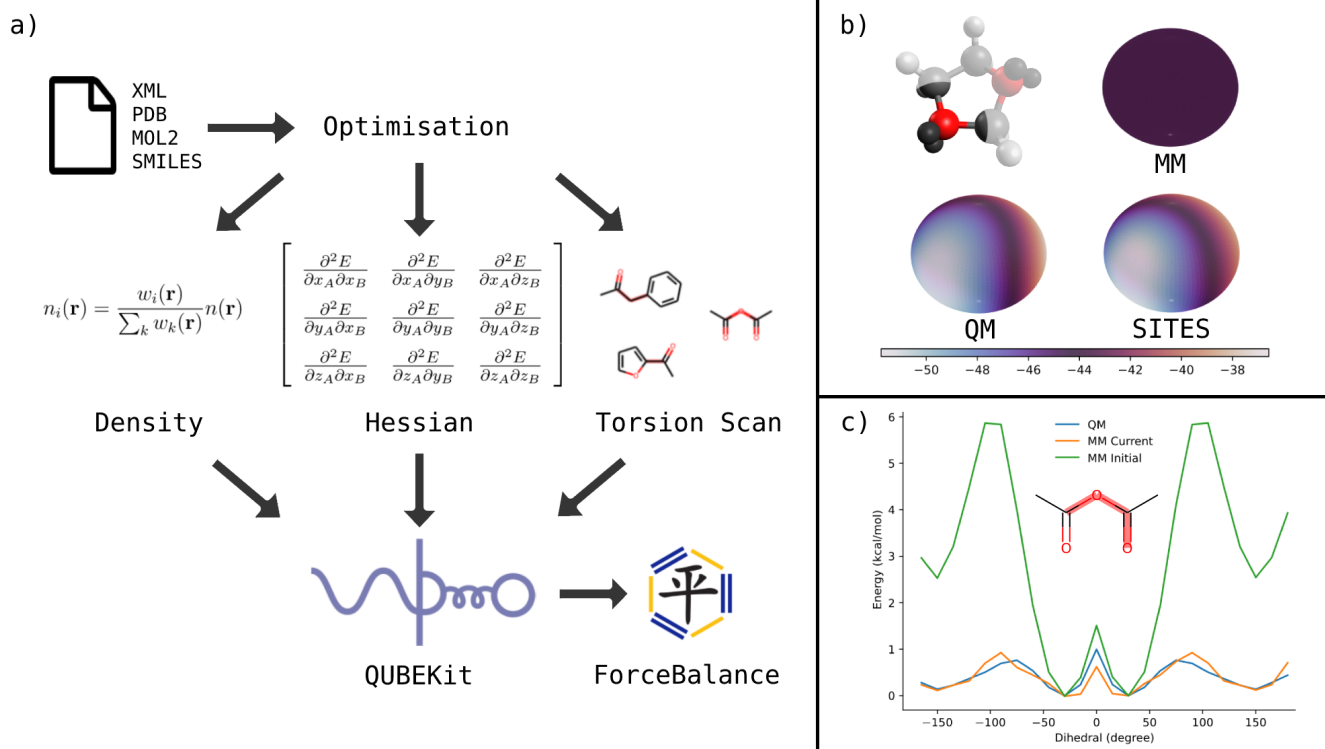 a)
XML
PDB
MOL2
SMILES
Optimisation
n_i(r) = w_i(r) / ∑_k w_k(r) n(r)
∂²E/∂x_A∂x_B ∂²E/∂x_A∂y_B ∂²E/∂x_A∂z_B
∂²E/∂y_A∂x_B ∂²E/∂y_A∂y_B ∂²E/∂y_A∂z_B
∂²E/∂z_A∂x_B ∂²E/∂z_A∂y_B ∂²E/∂z_A∂z_B
O
O
O
O
O
O
Density
Hessian
Torsion Scan
平
QUBEKit
ForceBalance
b)
MM
QM
SITES
−50 −48 −46 −44 −42 −40 −38
c)
QM
MM Current
MM Initial
O
O
O
Energy (kcal/mol)
6
5
4
3
2
1
0
−150 −100 −50 0 50 100 150
Dihedral (degree)